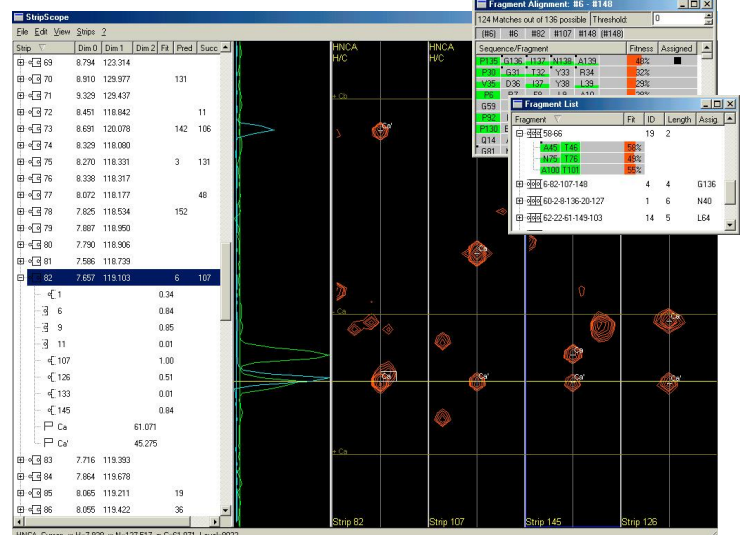 StripScope
File Edit View Strips ?
Strip Dim 0 Dim 1 Dim 2 Fit Pred Succ
69 8.794 123.314
70 8.910 129.977 131
71 9.329 129.437
72 8.451 118.842 11
73 8.691 120.078 142 106
74 8.329 118.080
75 8.270 118.331 3 131
76 8.338 118.317
77 8.072 118.177 48
78 7.825 118.534 152
79 7.887 118.950
80 7.790 118.906
81 7.586 118.739
82 7.657 119.103 6 107
1 0.34
6 0.84
9 0.85
11 0.01
107 1.00
126 0.51
133 0.01
145 0.84
Ca 61.071
Ca' 45.275
83 7.716 119.393
84 7.864 119.678
85 8.065 119.211 19
86 8.055 119.422 36
HNCA
H/C
HNCA
H/C
+ Cb
Ca'
Ca
+ Ca
Ca
Ca
Ca'
Ca'
Ca'
Ca'
+ Ca
Strip 82 Strip 107 Strip 145 Strip 126
Fragment Alignment: #6 - #148
124 Matches out of 136 possible Threshold: 0
(#6) #6 #82 #107 #148 (#148)
Sequence/Fragment Fitness Assigned
P135 G136 I137 N138 A139 48%
P30 G31 T32 Y33 R34 32%
V35 D36 I37 Y38 L39 29%
P6
G59
P92
P130
Q14
G81
Fragment List
Fragment Fit ID Length Assig.
58-66 19 2
A45 T46 58%
N75 T76 49%
A100 T101 55%
6-82-107-148 4 4 G136
60-2-8-136-20-127 1 6 N40
62-22-61-149-103 14 5 L64